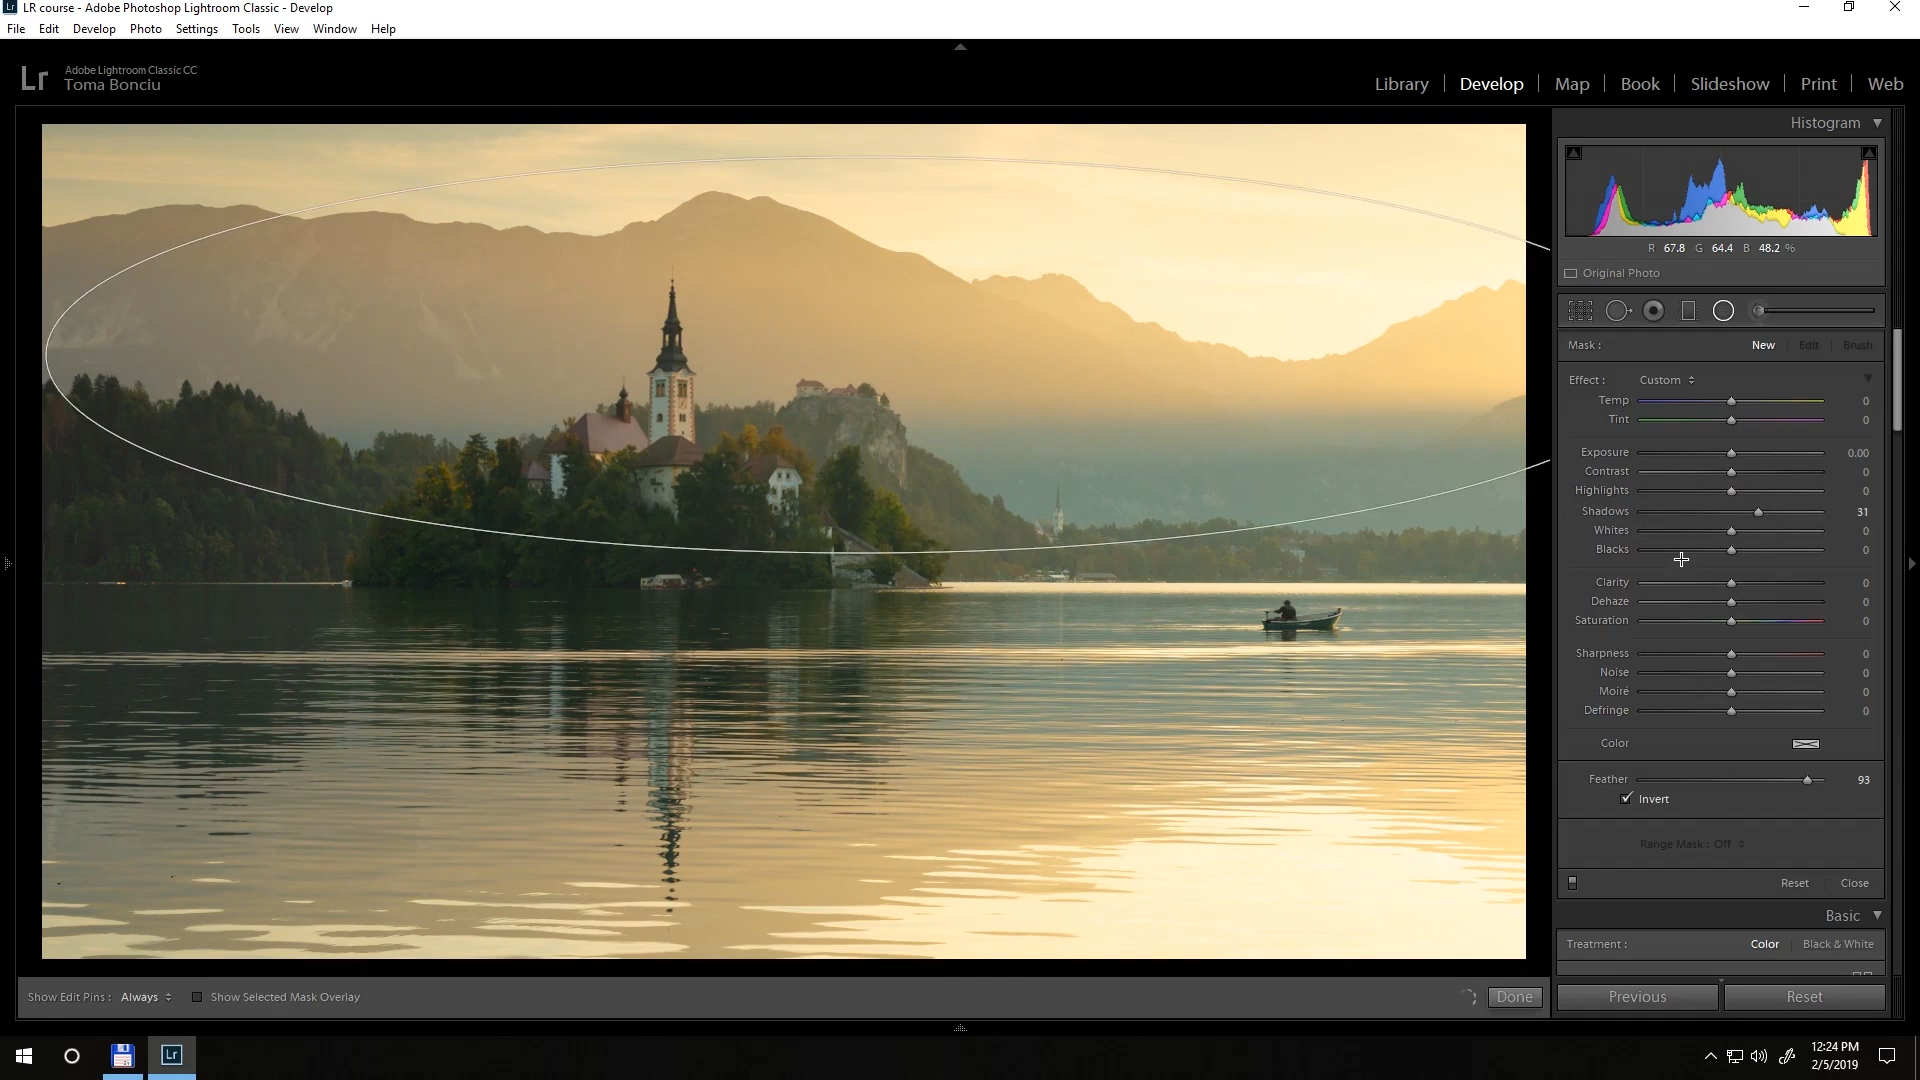 Lr LR course - Adobe Photoshop Lightroom Classic - Develop
File Edit Develop Photo Settings Tools View Window Help
Lr Adobe Lightroom Classic CC
Toma Bonciu
Library Develop Map Book Slideshow Print Web
Histogram
R 67.8 G 64.4 B 48.2 %
Original Photo
Mask : New Edit Brush
Effect : Custom
Temp 0
Tint 0
Exposure 0.00
Contrast 0
Highlights 0
Shadows 31
Whites 0
Blacks 0
Clarity 0
Dehaze 0
Saturation 0
Sharpness 0
Noise 0
Moiré 0
Defringe 0
Color
Feather 93
Invert
Range Mask : Off
Reset Close
Basic
Treatment : Color Black & White
Show Edit Pins : Always Show Selected Mask Overlay Done
Previous Reset
Lr
12:24 PM
2/5/2019